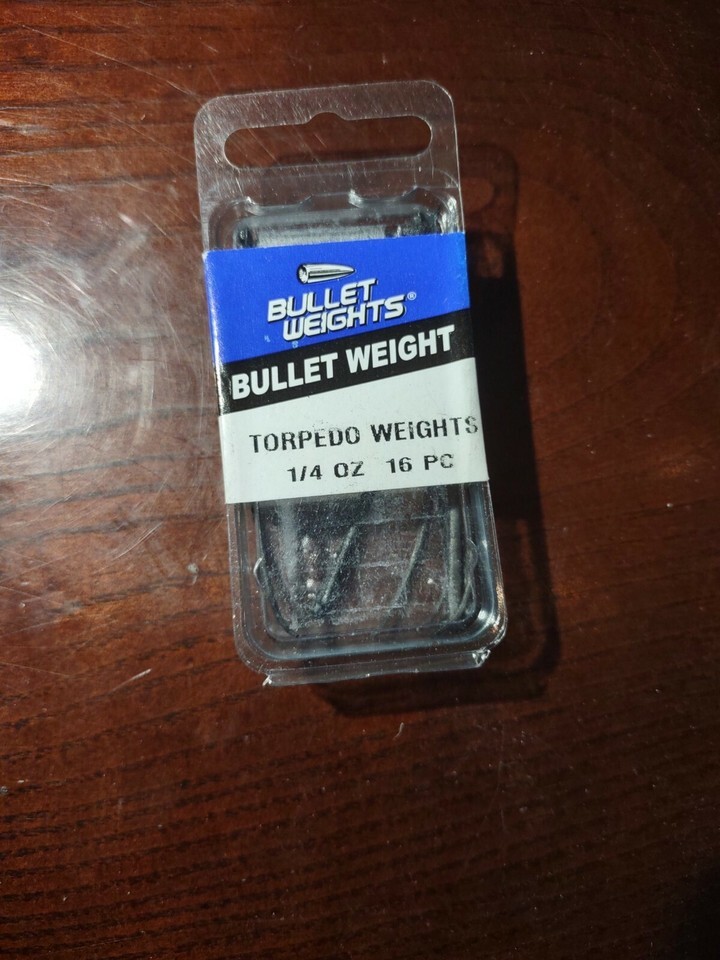 BULLET
WEIGHTS®
BULLET WEIGHT
TORPEDO WEIGHTS
1/4 OZ 16 PC